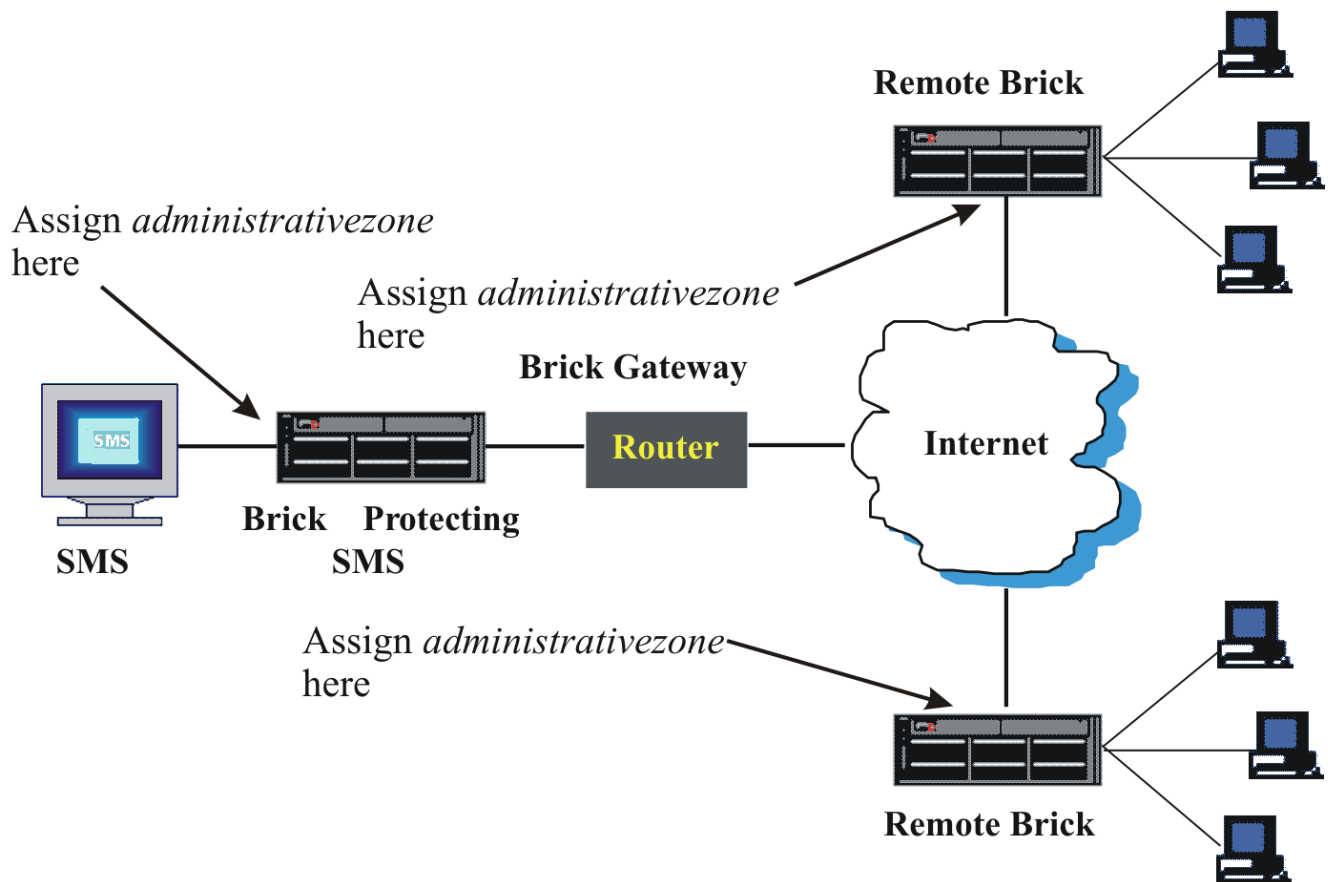 Remote Brick
Assign administrativezone
here
Assign administrativezone
here
Brick Gateway
SMS
Router
Internet
Brick Protecting
SMS
SMS
Assign administrativezone
here
Remote Brick